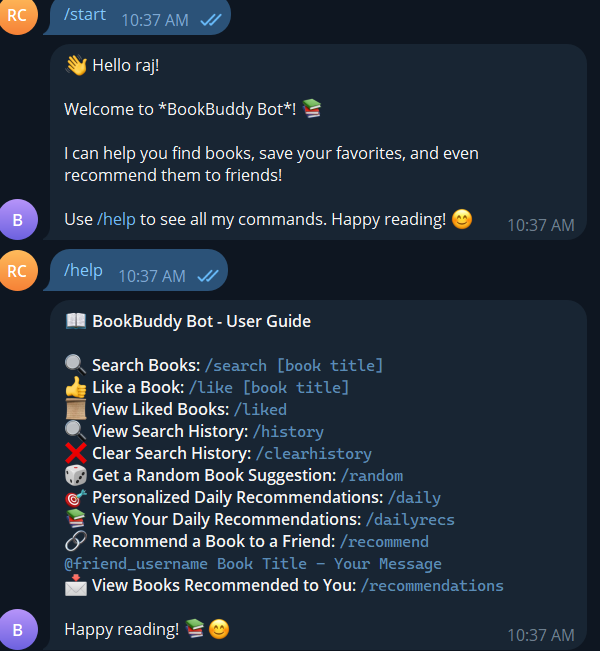 RC
/start 10:37 AM
👋 Hello raj!
Welcome to *BookBuddy Bot*! 📚
I can help you find books, save your favorites, and even
recommend them to friends!
Use /help to see all my commands. Happy reading! 😊
B
10:37 AM
RC
/help 10:37 AM
📖 BookBuddy Bot - User Guide
🔍 Search Books: /search [book title]
👍 Like a Book: /like [book title]
📜 View Liked Books: /liked
🔍 View Search History: /history
❌ Clear Search History: /clearhistory
🎲 Get a Random Book Suggestion: /random
🎯 Personalized Daily Recommendations: /daily
📚 View Your Daily Recommendations: /dailyrecs
🔗 Recommend a Book to a Friend: /recommend
@friend_username Book Title - Your Message
📩 View Books Recommended to You: /recommendations
Happy reading! 📚😊
B
10:37 AM